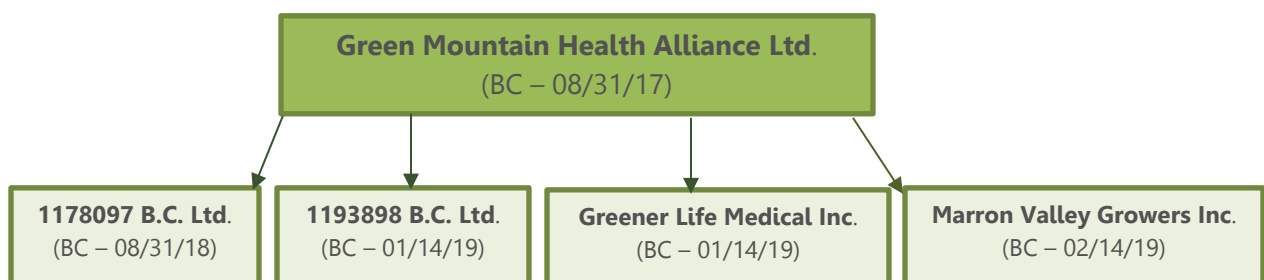 Green Mountain Health Alliance Ltd.
(BC – 08/31/17)
1178097 B.C. Ltd.
(BC – 08/31/18)
1193898 B.C. Ltd.
(BC – 01/14/19)
Greener Life Medical Inc.
(BC – 01/14/19)
Marron Valley Growers Inc.
(BC – 02/14/19)